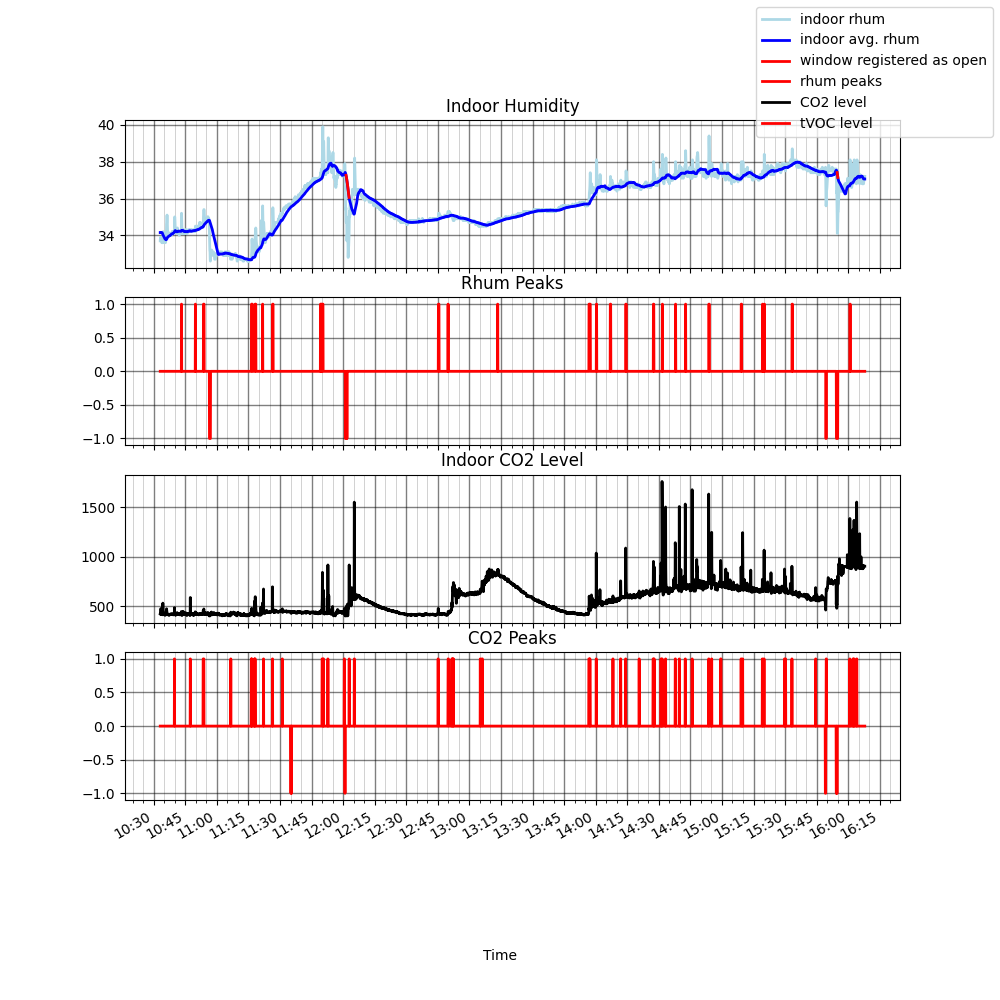 indoor rhum
indoor avg. rhum
window registered as open
rhum peaks
CO2 level
tVOC level
Indoor Humidity
40
38
36
34
Rhum Peaks
1.0
0.5
0.0
−0.5
−1.0
Indoor CO2 Level
1500
1000
500
CO2 Peaks
1.0
0.5
0.0
−0.5
−1.0
10:30 10:45 11:00 11:15 11:30 11:45 12:00 12:15 12:30 12:45 13:00 13:15 13:30 13:45 14:00 14:15 14:30 14:45 15:00 15:15 15:30 15:45 16:00 16:15
Time